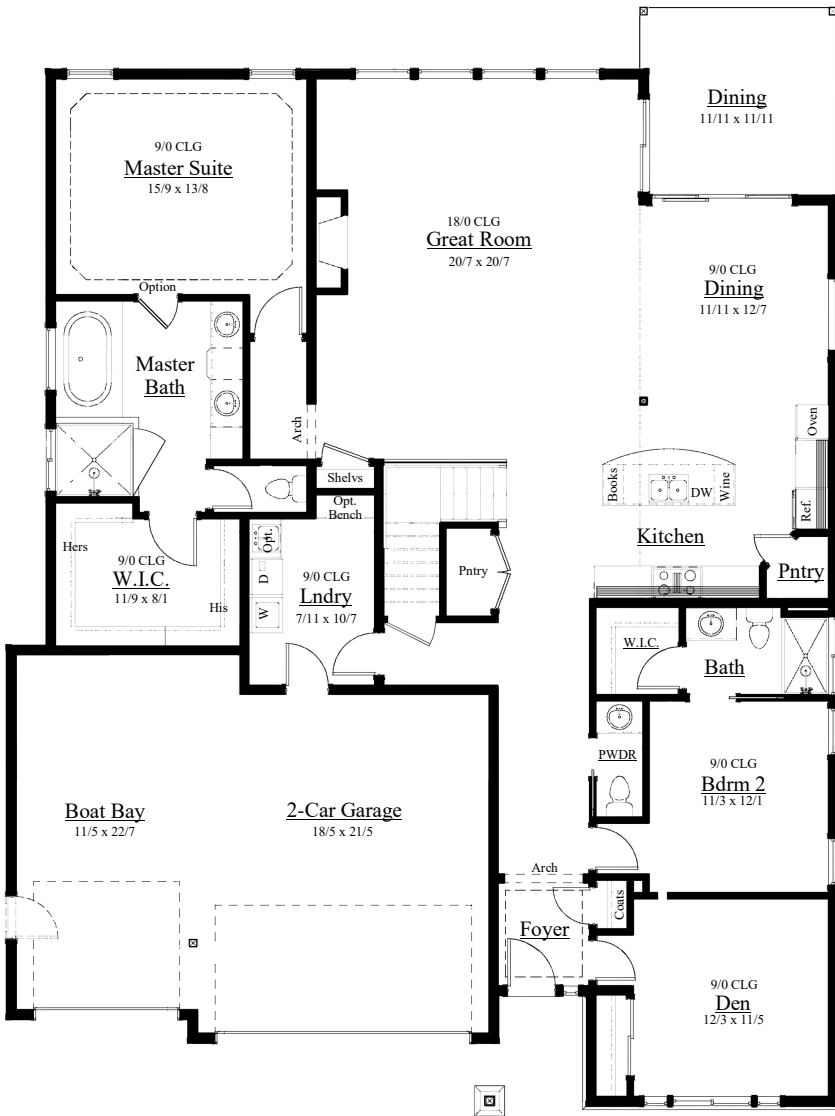 Dining
11/11 x 11/11
9/0 CLG
Master Suite
15/9 x 13/8
18/0 CLG
Great Room
20/7 x 20/7
9/0 CLG
Dining
11/11 x 12/7
Option
Master
Bath
Arch
Oven
Shelvs
Books
DW
Wine
Ref.
Opt.
Bench
Kitchen
Hers
9/0 CLG
W.I.C.
11/9 x 8/1
His
Opt.
D
W
9/0 CLG
Lndry
7/11 x 10/7
Pntry
Pntry
W.I.C.
Bath
PWDR
9/0 CLG
Bdrm 2
11/3 x 12/1
Boat Bay
11/5 x 22/7
2-Car Garage
18/5 x 21/5
Arch
Coats
Foyer
9/0 CLG
Den
12/3 x 11/5